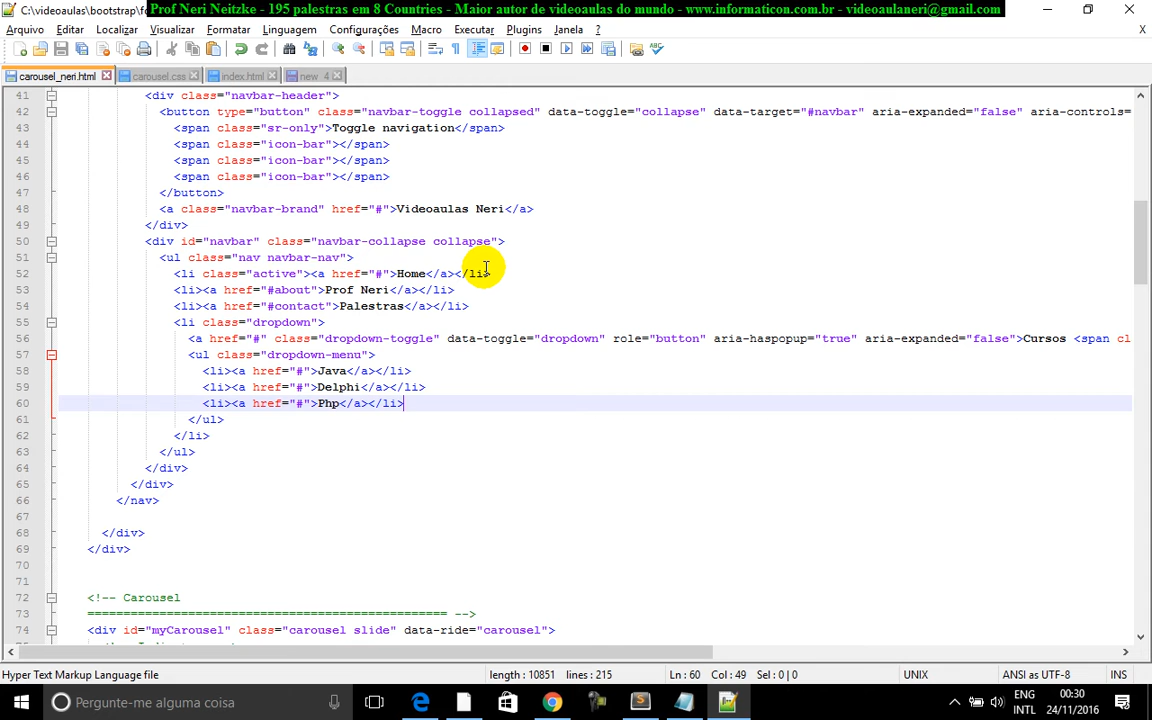 C:\videoaulas\bootstrap\fe
Prof Neri Neitzke - 195 palestras em 8 Countries - Maior autor de videoaulas do mundo - www.informaticon.com.br - videoaulaneri@gmail.com
Arquivo Editar Localizar Visualizar Formatar Linguagem Configurações Macro Executar Plugins Janela ? X
carousel_neri.html carousel.css index.html new 4
41 <div class="navbar-header">
42 <button type="button" class="navbar-toggle collapsed" data-toggle="collapse" data-target="#navbar" aria-expanded="false" aria-controls=
43 <span class="sr-only">Toggle navigation</span>
44 <span class="icon-bar"></span>
45 <span class="icon-bar"></span>
46 <span class="icon-bar"></span>
47 </button>
48 <a class="navbar-brand" href="#">Videoaulas Neri</a>
49 </div>
50 <div id="navbar" class="navbar-collapse collapse">
51 <ul class="nav navbar-nav">
52 <li class="active"><a href="#">Home</a></li>
53 <li><a href="#about">Prof Neri</a></li>
54 <li><a href="#contact">Palestras</a></li>
55 <li class="dropdown">
56 <a href="#" class="dropdown-toggle" data-toggle="dropdown" role="button" aria-haspopup="true" aria-expanded="false">Cursos <span cl
57 <ul class="dropdown-menu">
58 <li><a href="#">Java</a></li>
59 <li><a href="#">Delphi</a></li>
60 <li><a href="#">Php</a></li>
61 </ul>
62 </li>
63 </ul>
64 </div>
65 </div>
66 </nav>
67
68 </div>
69 </div>
70
71
72 <!-- Carousel
73 ================================================== -->
74 <div id="myCarousel" class="carousel slide" data-ride="carousel">
Hyper Text Markup Language file length : 10851 lines : 215 Ln : 60 Col : 49 Sel : 0 | 0 UNIX ANSI as UTF-8 INS
Pergunte-me alguma coisa
ENG 00:30
INTL 24/11/2016